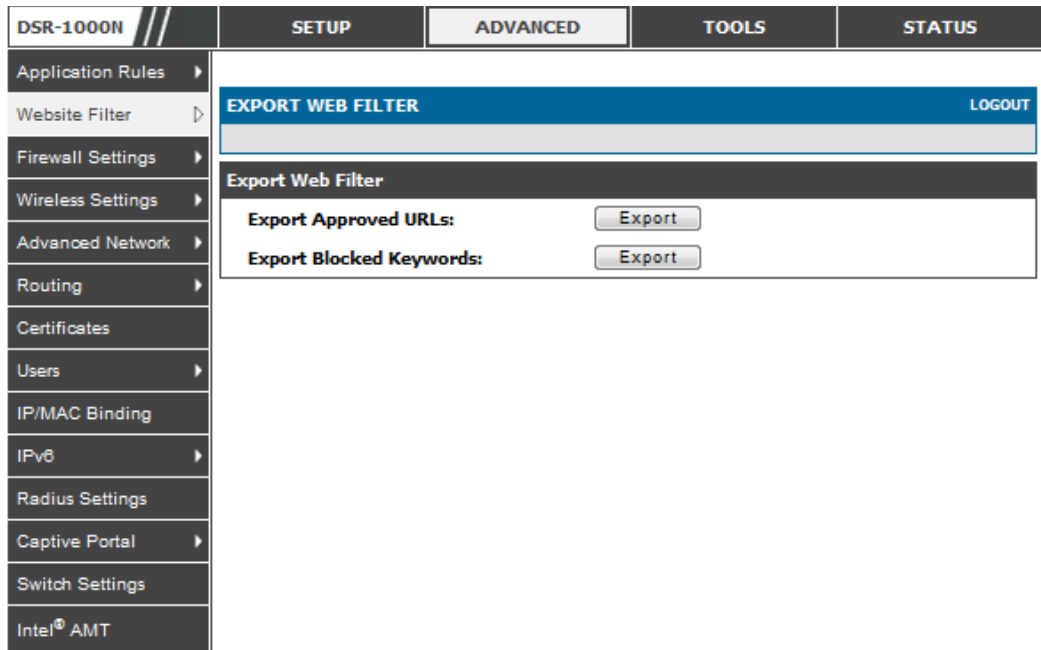 DSR-1000N
SETUP
ADVANCED
TOOLS
STATUS
Application Rules
Website Filter
Firewall Settings
Wireless Settings
Advanced Network
Routing
Certificates
Users
IP/MAC Binding
IPv6
Radius Settings
Captive Portal
Switch Settings
Intel® AMT
EXPORT WEB FILTER
LOGOUT
Export Web Filter
Export Approved URLs: Export
Export Blocked Keywords: Export